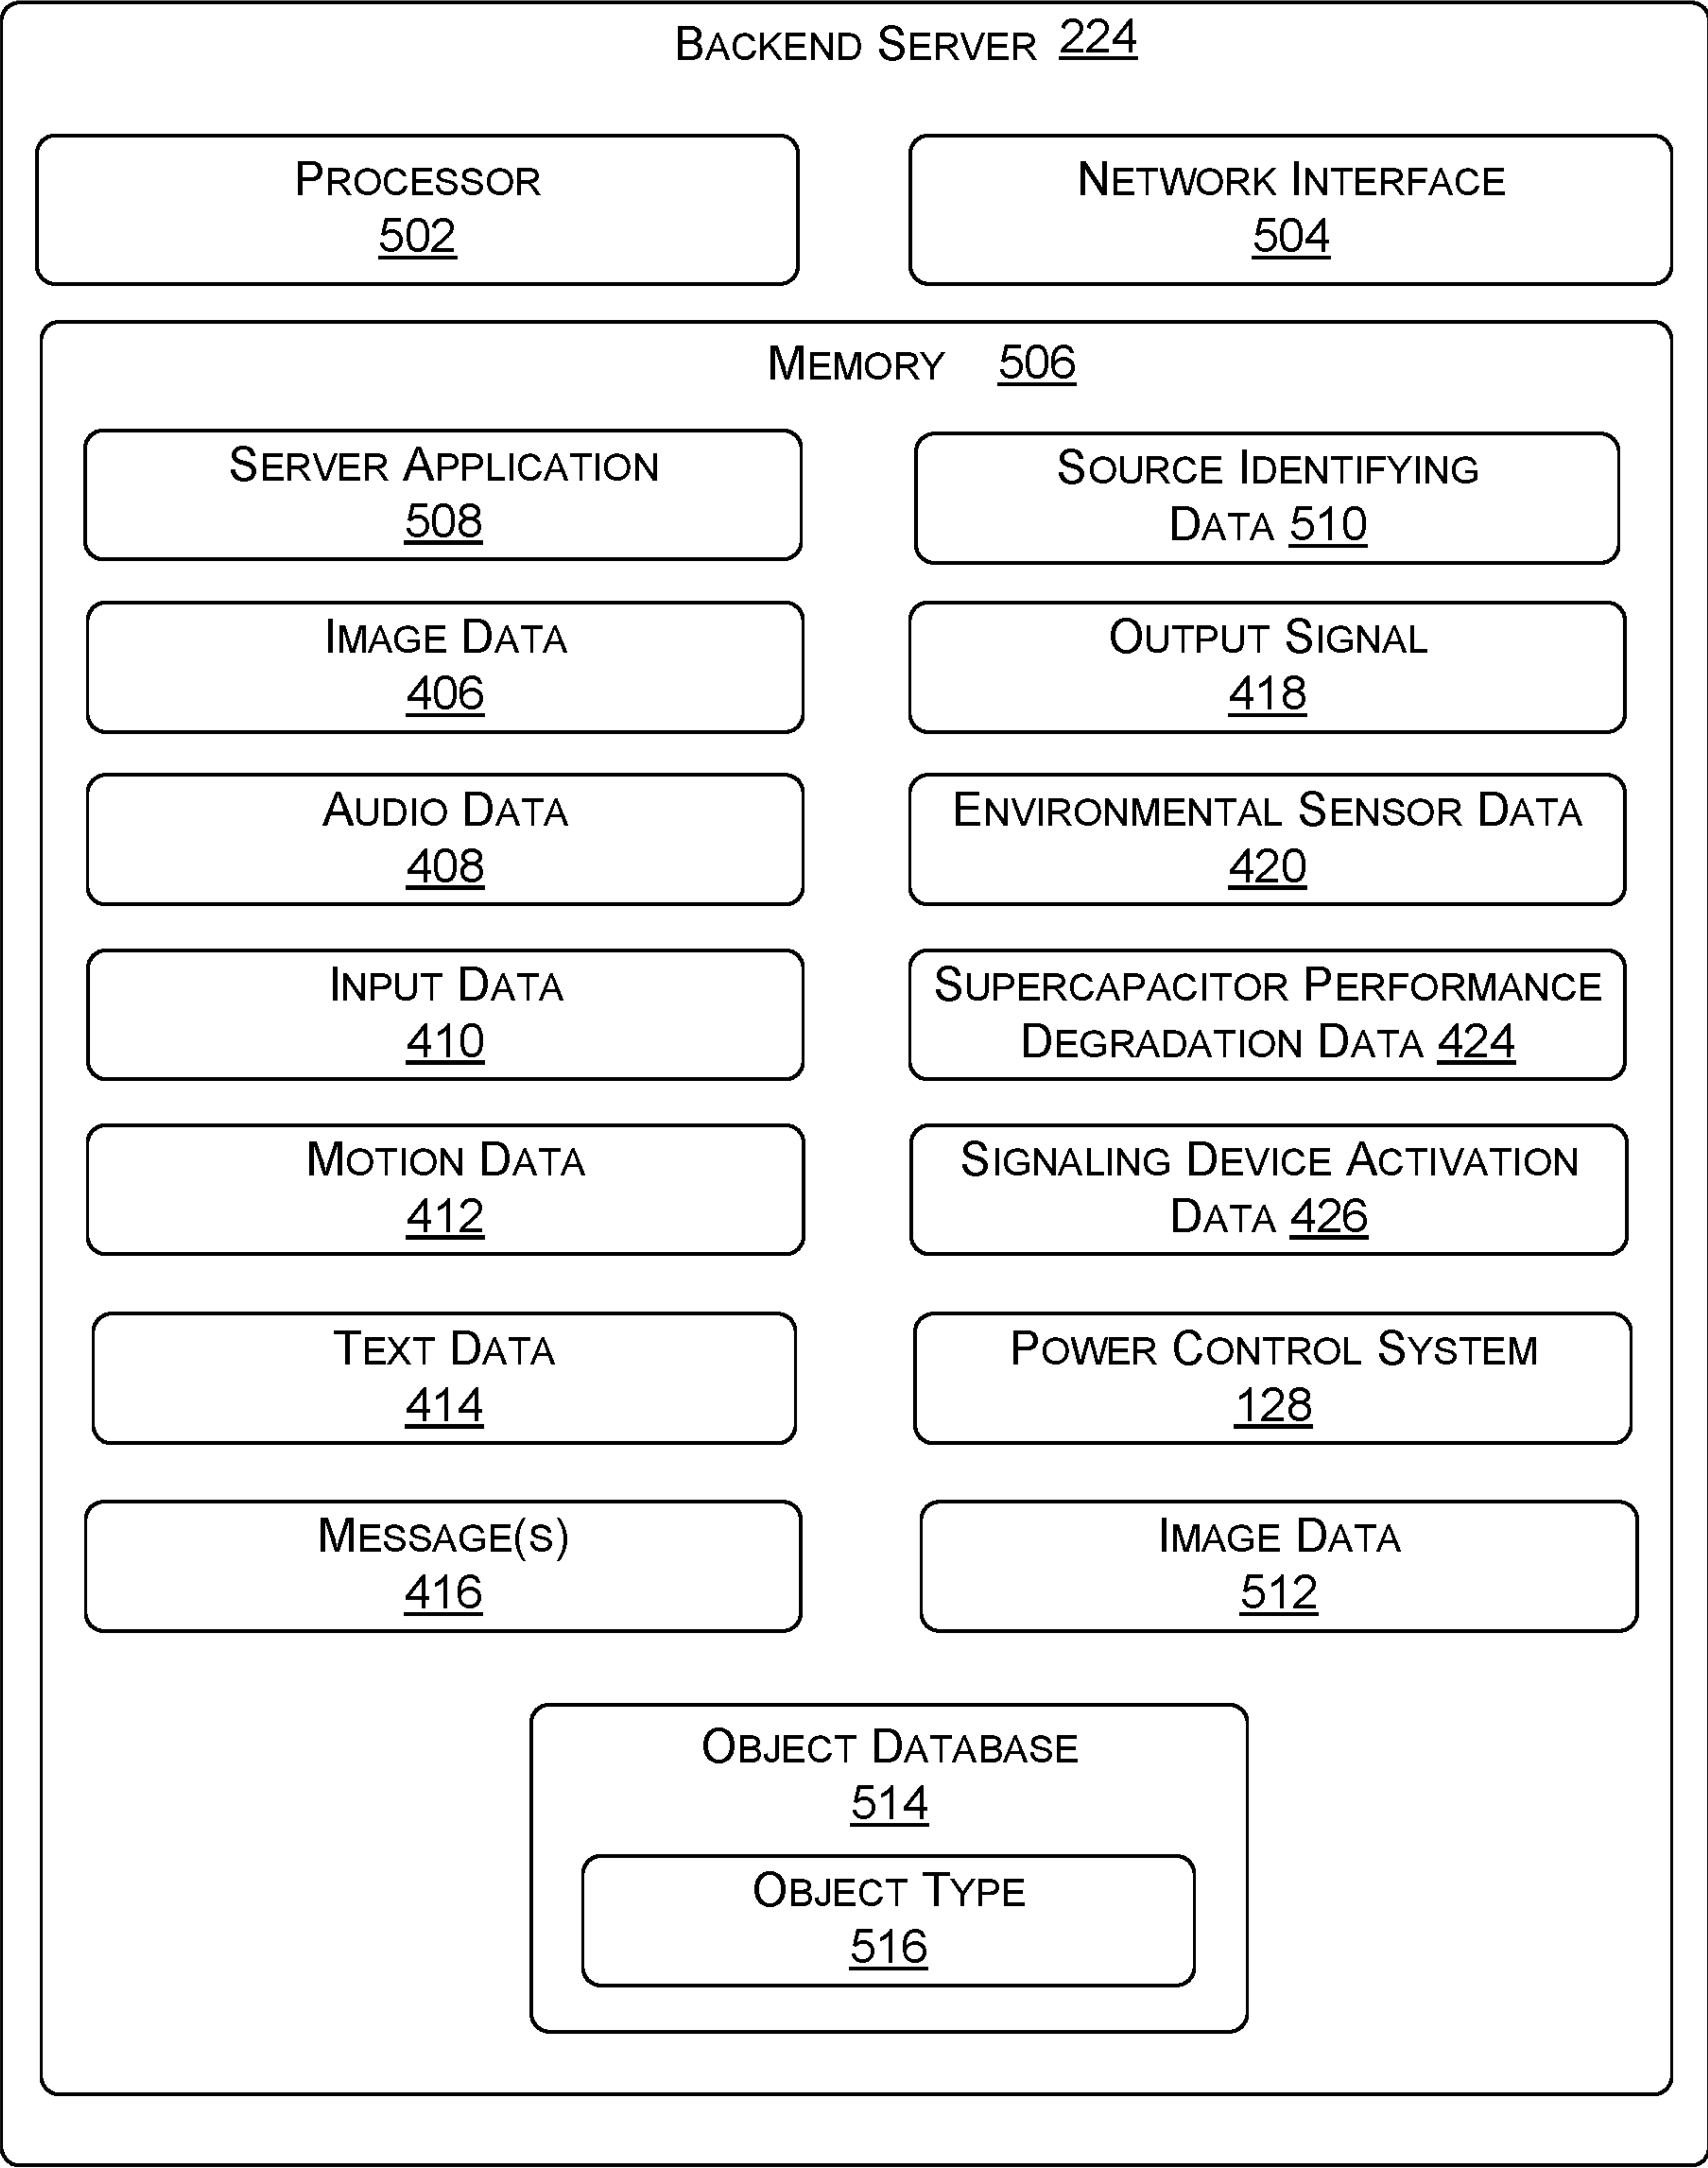 BACKEND SERVER 224
PROCESSOR
502
NETWORK INTERFACE
504
MEMORY 506
SERVER APPLICATION
508
SOURCE IDENTIFYING
DATA 510
IMAGE DATA
406
OUTPUT SIGNAL
418
AUDIO DATA
408
ENVIRONMENTAL SENSOR DATA
420
INPUT DATA
410
SUPERCAPACITOR PERFORMANCE
DEGRADATION DATA 424
MOTION DATA
412
SIGNALING DEVICE ACTIVATION
DATA 426
TEXT DATA
414
POWER CONTROL SYSTEM
128
MESSAGE(S)
416
IMAGE DATA
512
OBJECT DATABASE
514
OBJECT TYPE
516